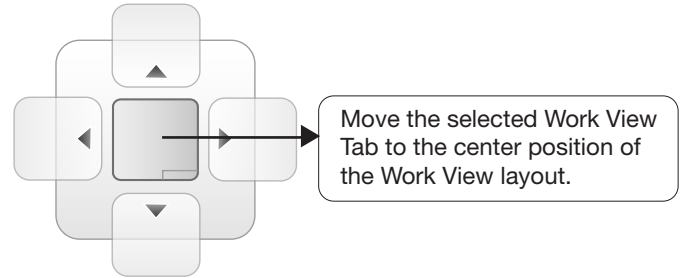 Move the selected Work View
Tab to the center position of
the Work View layout.